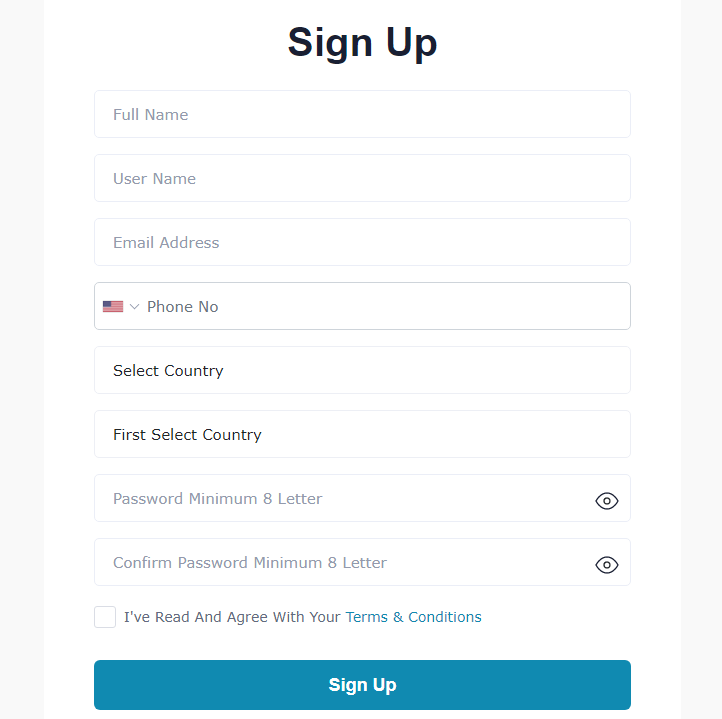 Sign Up
Full Name
User Name
Email Address
Phone No
Select Country
First Select Country
Password Minimum 8 Letter
Confirm Password Minimum 8 Letter
I've Read And Agree With Your Terms & Conditions
Sign Up